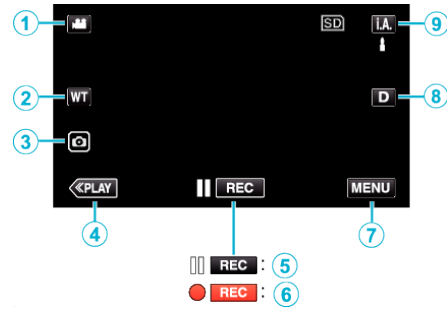 1 SD I.A. 9
2 WT D 8
3
≪PLAY REC MENU
4 7
REC : 5
REC : 6